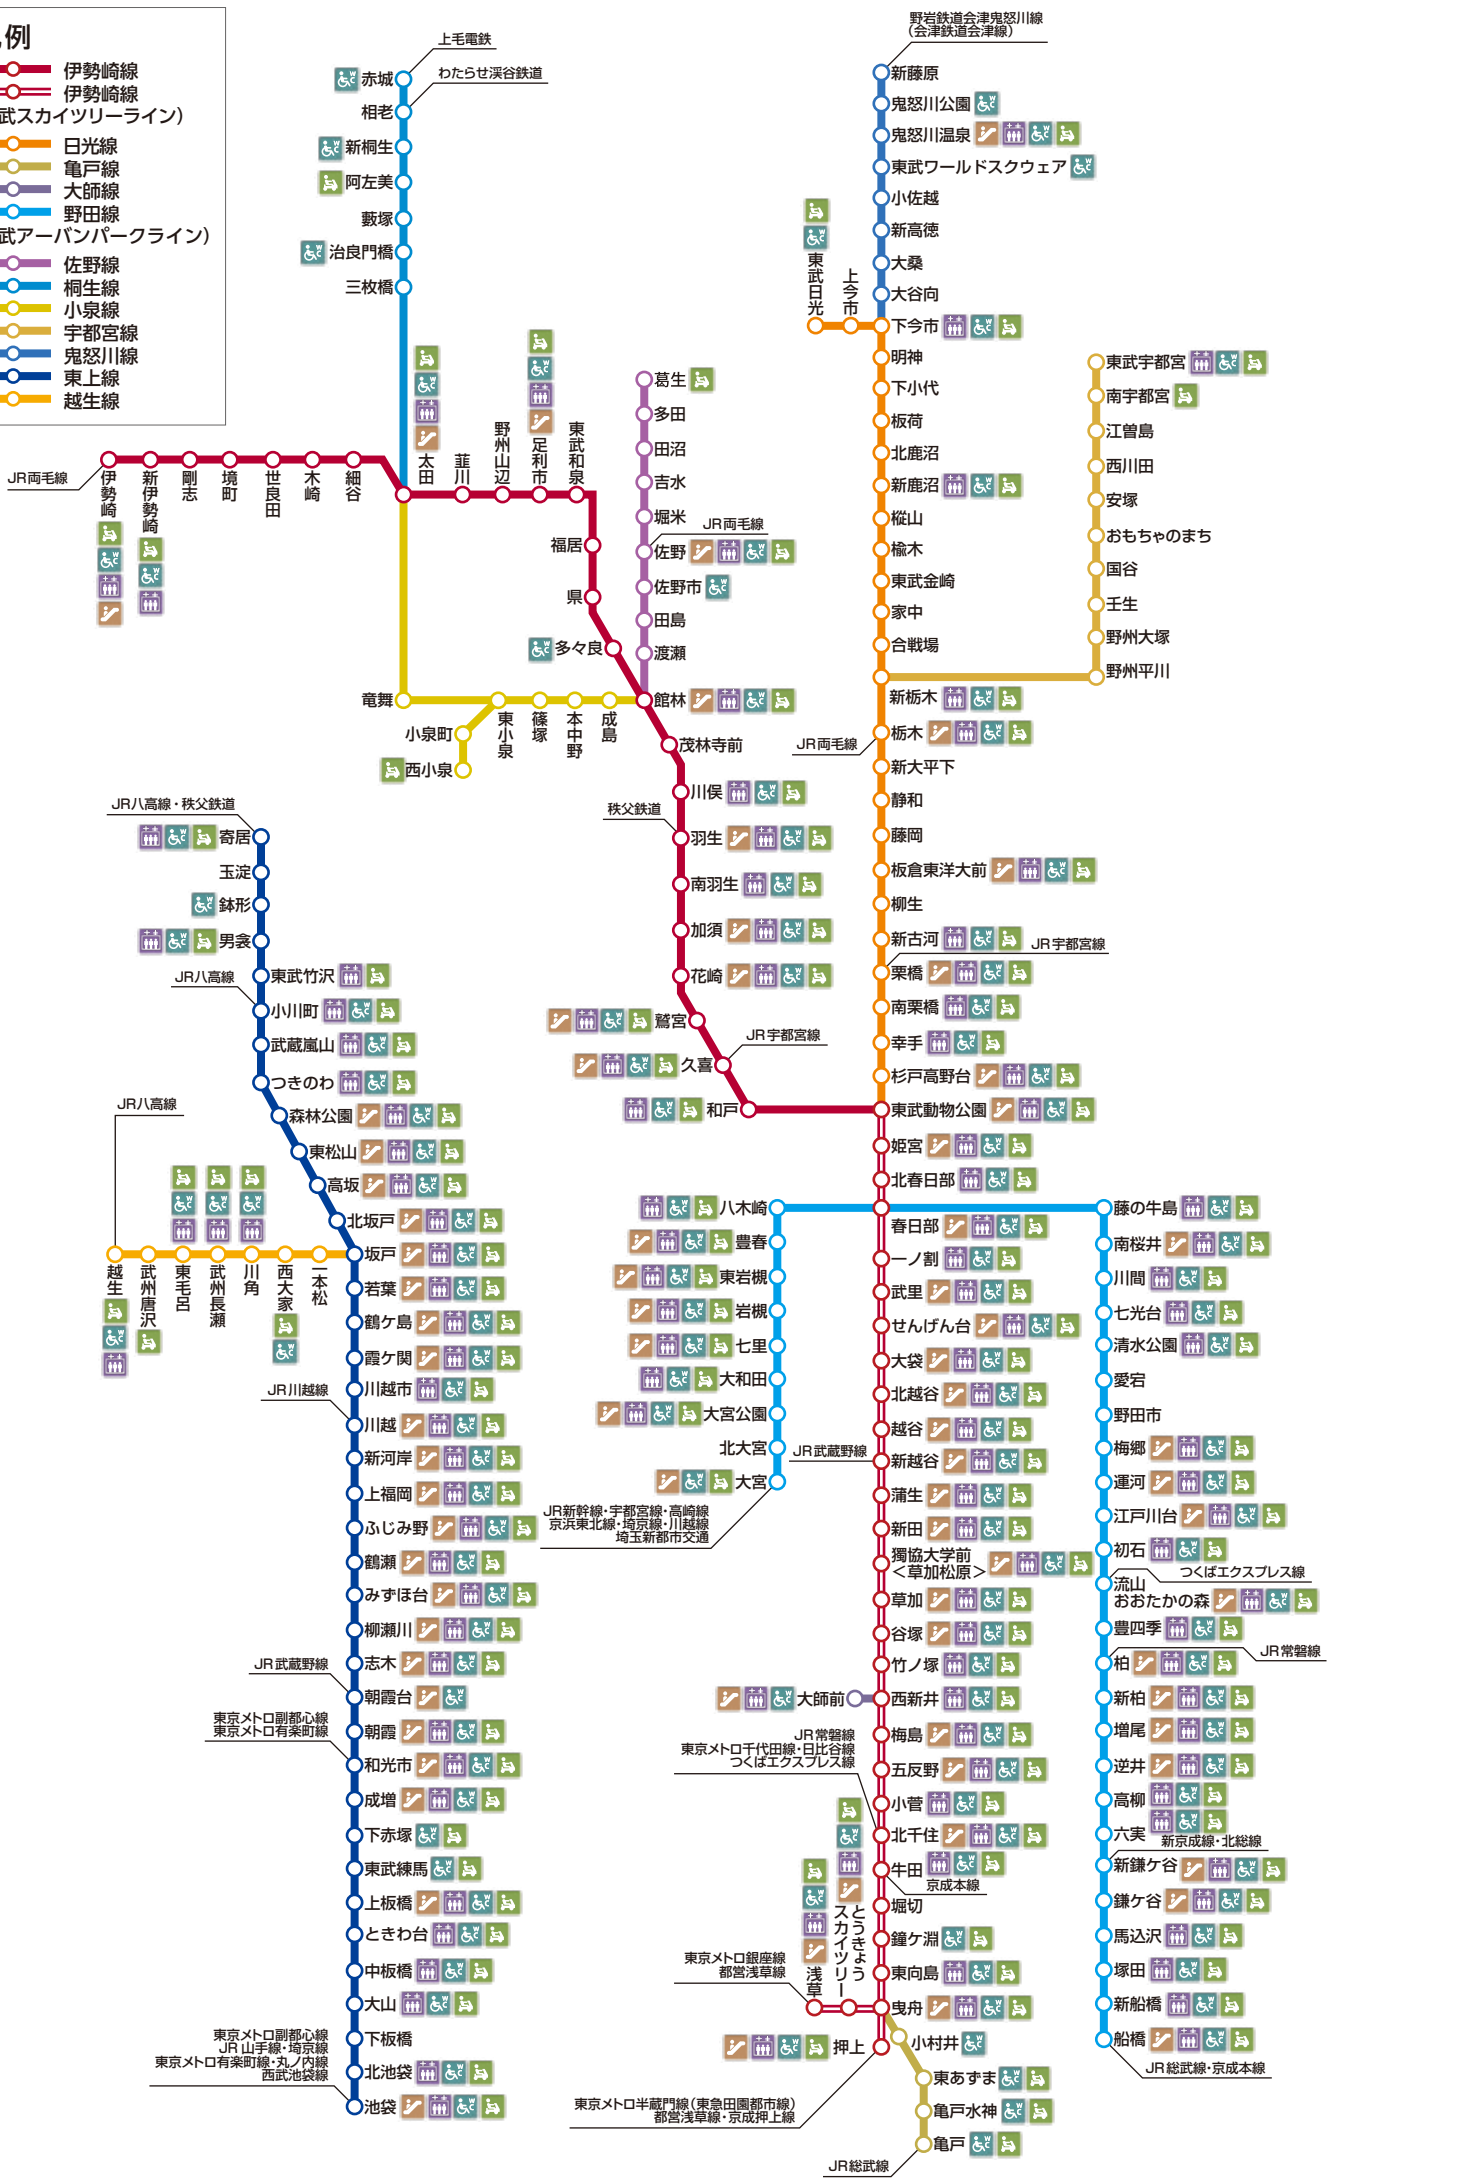 例
伊勢崎線
伊勢崎線
武スカイツリーライン）
日光線
亀戸線
大師線
野田線
武アーバンパークライン）
佐野線
桐生線
小泉線
宇都宮線
鬼怒川線
東上線
越生線
上毛電鉄
わたらせ渓谷鉄道
赤城
相老
新桐生
阿左美
藪塚
治良門橋
三枚橋
JR両毛線
伊勢崎
新伊勢崎
剛志
境町
世良田
木崎
細谷
太田
韮川
野州山辺
足利市
東武和泉
福居
県
多々良
竜舞
小泉町
西小泉
東小泉
篠塚
本中野
成島
葛生
多田
田沼
吉水
堀米
JR両毛線
佐野
佐野市
田島
渡瀬
館林
茂林寺前
川俣
秩父鉄道
羽生
南羽生
加須
花崎
鷲宮
JR宇都宮線
久喜
和戸
野岩鉄道会津鬼怒川線
（会津鉄道会津線）
新藤原
鬼怒川公園
鬼怒川温泉
東武ワールドスクウェア
小佐越
新高徳
大桑
大谷向
東武日光
上今市
下今市
明神
下小代
板荷
北鹿沼
新鹿沼
樅山
楡木
東武金崎
家中
合戦場
新栃木
JR両毛線
栃木
新大平下
静和
藤岡
板倉東洋大前
柳生
新古河
JR宇都宮線
栗橋
南栗橋
幸手
杉戸高野台
東武動物公園
東武宇都宮
南宇都宮
江曽島
西川田
安塚
おもちゃのまち
国谷
壬生
野州大塚
野州平川
姫宮
北春日部
春日部
一ノ割
武里
せんげん台
大袋
北越谷
越谷
JR武蔵野線
新越谷
蒲生
新田
獨協大学前
＜草加松原＞
草加
谷塚
竹ノ塚
大師前
西新井
JR常磐線
東京メトロ千代田線・日比谷線
つくばエクスプレス線
梅島
五反野
小菅
北千住
牛田
京成本線
堀切
鐘ケ淵
東向島
東京メトロ銀座線
都営浅草線
浅草
とうきょう
スカイツリー
曳舟
押上
小村井
東あずま
亀戸水神
亀戸
東京メトロ半蔵門線（東急田園都市線）
都営浅草線・京成押上線
JR総武線
八木崎
豊春
東岩槻
岩槻
七里
大和田
大宮公園
北大宮
大宮
JR新幹線・宇都宮線・高崎線
京浜東北線・埼京線・川越線
埼玉新都市交通
藤の牛島
南桜井
川間
七光台
清水公園
愛宕
野田市
梅郷
運河
江戸川台
初石
つくばエクスプレス線
流山
おおたかの森
豊四季
JR常磐線
柏
新柏
増尾
逆井
高柳
六実
新京成線・北総線
新鎌ケ谷
鎌ケ谷
馬込沢
塚田
新船橋
船橋
JR総武線・京成本線
JR八高線・秩父鉄道
寄居
玉淀
鉢形
男衾
東武竹沢
JR八高線
小川町
武蔵嵐山
つきのわ
森林公園
東松山
高坂
北坂戸
坂戸
JR八高線
越生
武州唐沢
東毛呂
武州長瀬
川角
西大家
一本松
若葉
鶴ケ島
霞ケ関
川越市
JR川越線
川越
新河岸
上福岡
ふじみ野
鶴瀬
みずほ台
柳瀬川
志木
JR武蔵野線
朝霞台
東京メトロ副都心線
東京メトロ有楽町線
朝霞
和光市
成増
下赤塚
東武練馬
上板橋
ときわ台
中板橋
大山
下板橋
東京メトロ副都心線
JR山手線・埼京線
東京メトロ有楽町線・丸ノ内線
西武池袋線
北池袋
池袋